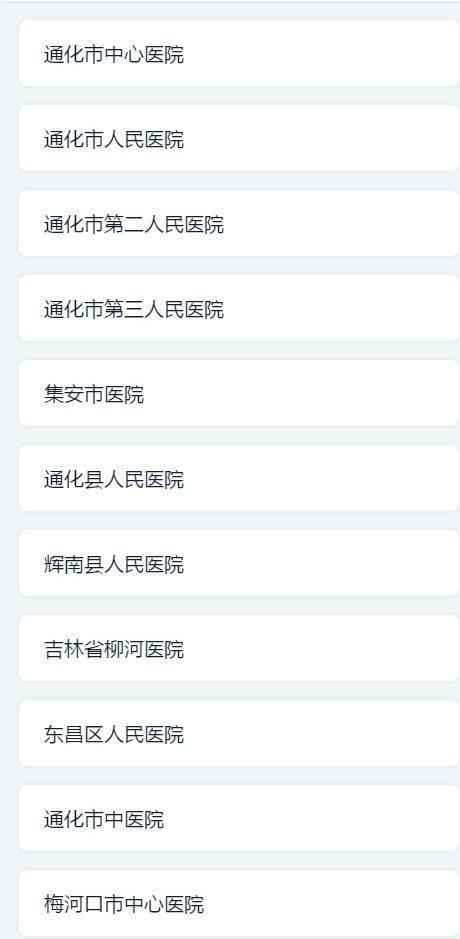 通化市中心医院
通化市人民医院
通化市第二人民医院
通化市第三人民医院
集安市医院
通化县人民医院
辉南县人民医院
吉林省柳河医院
东昌区人民医院
通化市中医院
梅河口市中心医院